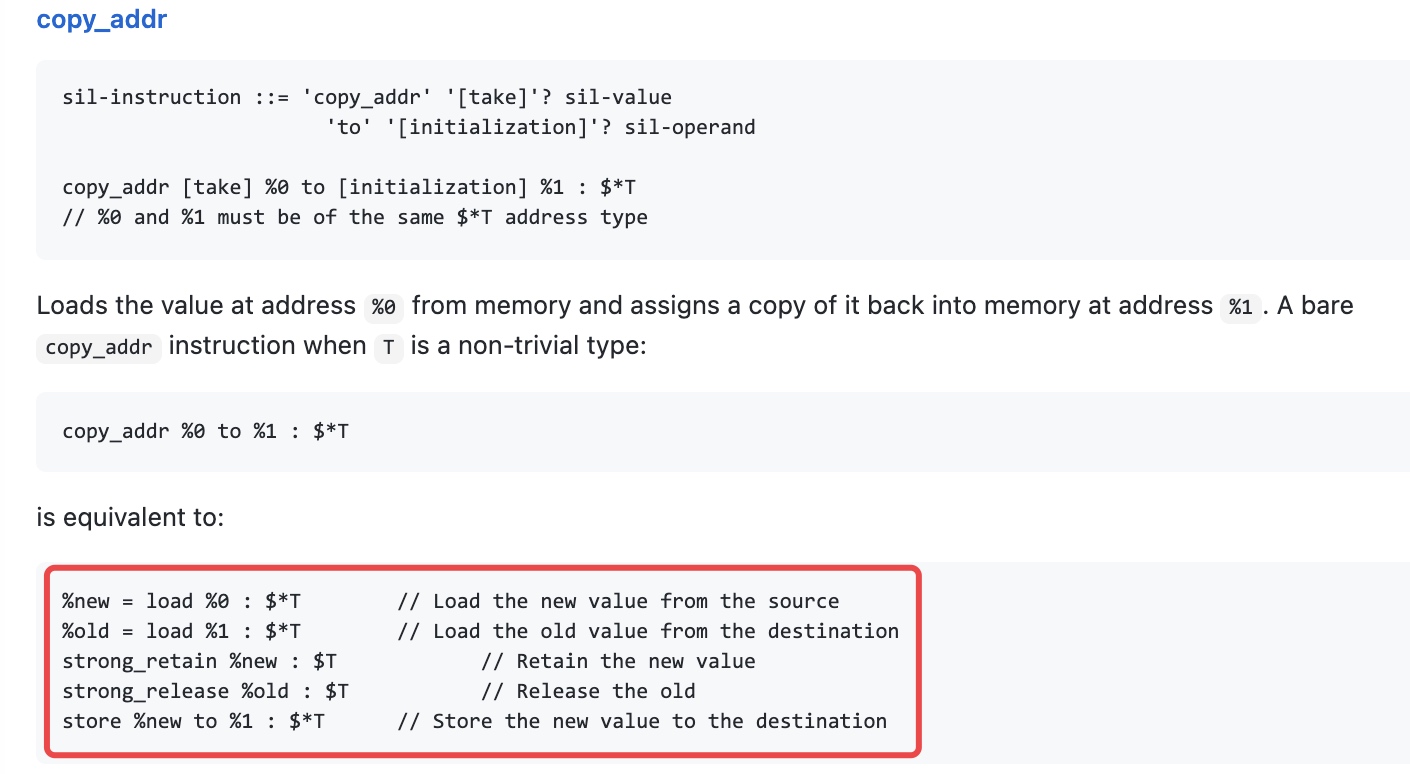 copy_addr
sil-instruction ::= 'copy_addr' '[take]'? sil-value
'to' '[initialization]'? sil-operand
copy_addr [take] %0 to [initialization] %1 : $*T
// %0 and %1 must be of the same $*T address type
Loads the value at address %0 from memory and assigns a copy of it back into memory at address %1. A bare
copy_addr instruction when T is a non-trivial type:
copy_addr %0 to %1 : $*T
is equivalent to:
%new = load %0 : $*T        // Load the new value from the source
%old = load %1 : $*T        // Load the old value from the destination
strong_retain %new : $T            // Retain the new value
strong_release %old : $T           // Release the old
store %new to %1 : $*T      // Store the new value to the destination